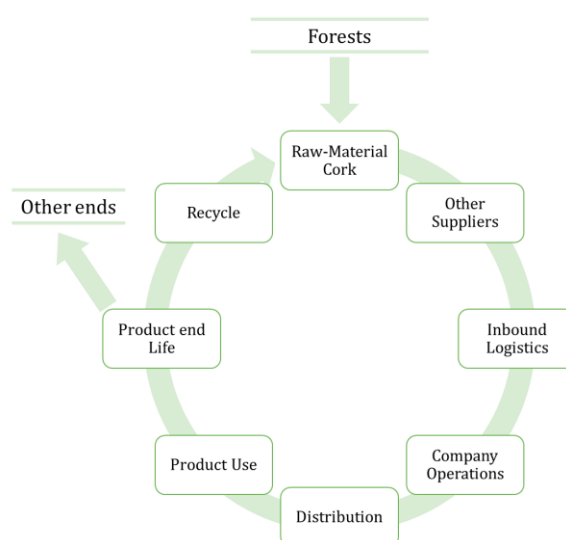 Forests
Raw-Material
Cork
Other
Suppliers
Inbound
Logistics
Company
Operations
Distribution
Product Use
Product end
Life
Other ends
Recycle